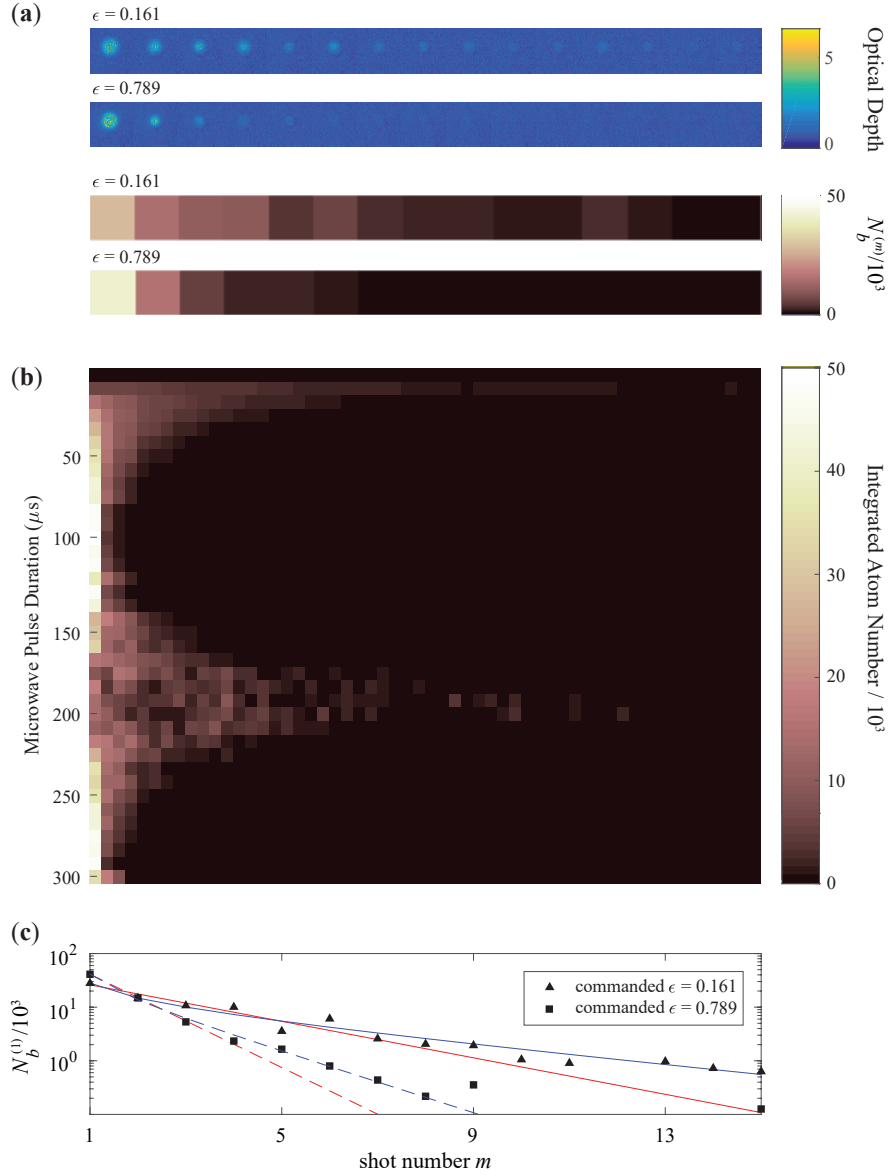 (a)
ϵ = 0.161
ϵ = 0.789
5
0
Optical Depth
ϵ = 0.161
ϵ = 0.789
50
0
N_b^(m)/10^3
(b)
50
100
150
200
250
300
Microwave Pulse Duration (μs)
50
40
30
20
10
0
Integrated Atom Number / 10^3
(c)
10^2
10^1
10^0
N_b^(1)/10^3
commanded ϵ = 0.161
commanded ϵ = 0.789
1 5 9 13
shot number m